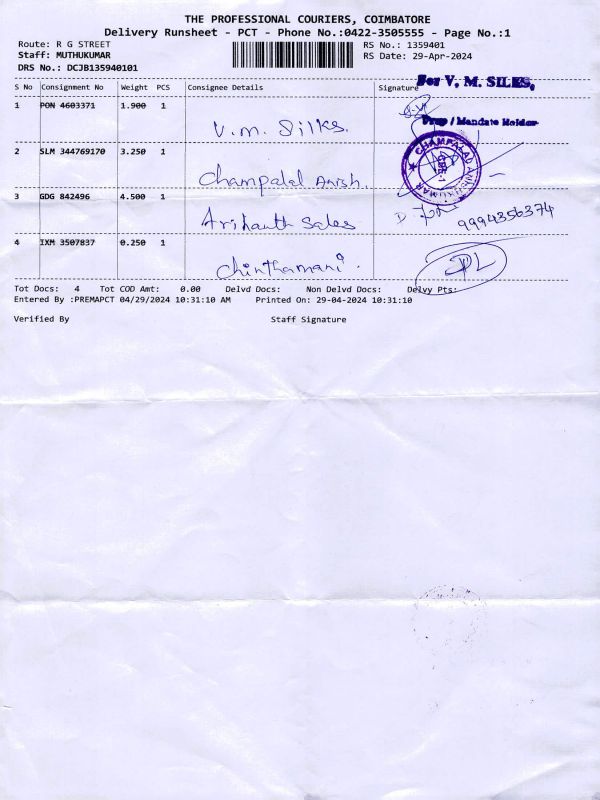 THE PROFESSIONAL COURIERS, COIMBATORE
Delivery Runsheet - PCT - Phone No.:0422-3505555 - Page No.:1
Route: R G STREET RS No.: 1359401
Staff: MUTHUKUMAR RS Date: 29-Apr-2024
DRS No.: DCJB135940101
S No Consignment No Weight PCS Consignee Details Signature
For V. M. SILKS,
1 PON 4603371 1.900 1 V.M. Silks.
Prop / Mandate Holder
2 SLM 344769170 3.250 1 Champalal Anish.
CHAMPALAL
3 GDG 842496 4.500 1 Arihanth Sales 9994356374
4 IXM 3507837 0.250 1 Chinthamani.
Tot Docs: 4 Tot COD Amt: 0.00 Delvd Docs: Non Delvd Docs: Delvy Pts:
Entered By :PREMAPCT 04/29/2024 10:31:10 AM Printed On: 29-04-2024 10:31:10
Verified By Staff Signature